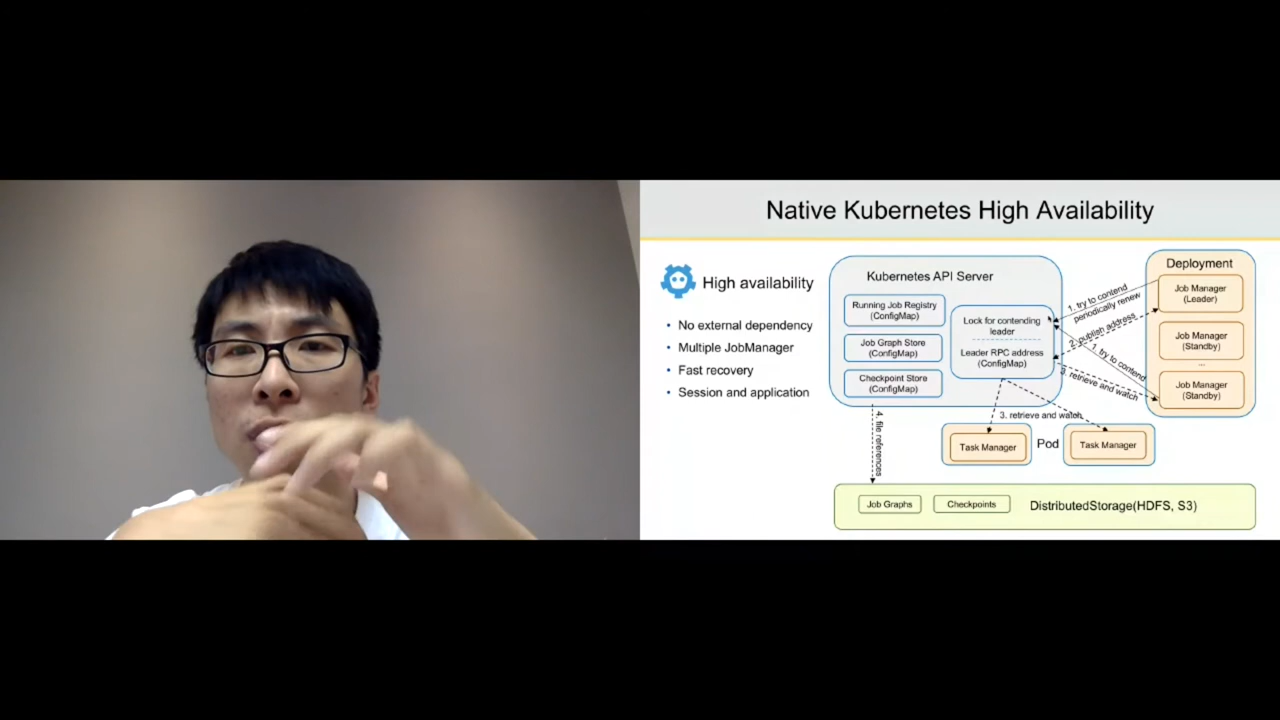 Native Kubernetes High Availability
High availability
• No external dependency
• Multiple JobManager
• Fast recovery
• Session and application
Kubernetes API Server
Running Job Registry
(ConfigMap)
Job Graph Store
(ConfigMap)
Checkpoint Store
(ConfigMap)
Lock for contending
leader
Leader RPC address
(ConfigMap)
1. try to contend
periodically renew
2. publish address
1. try to contend
3. retrieve and watch
Deployment
Job Manager
(Leader)
Job Manager
(Standby)
...
Job Manager
(Standby)
3. retrieve and watch
4. file references
Task Manager
Pod
Task Manager
Job Graphs
Checkpoints
DistributedStorage(HDFS, S3)